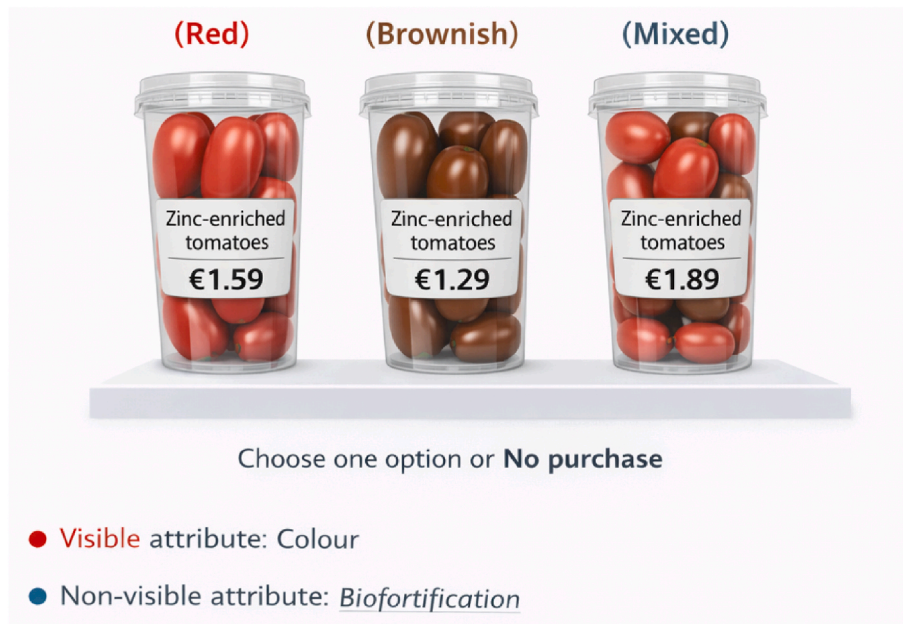 (Red) (Brownish) (Mixed)
Zinc-enriched
tomatoes
€1.59
Zinc-enriched
tomatoes
€1.29
Zinc-enriched
tomatoes
€1.89
Choose one option or No purchase
Visible attribute: Colour
Non-visible attribute: Biofortification